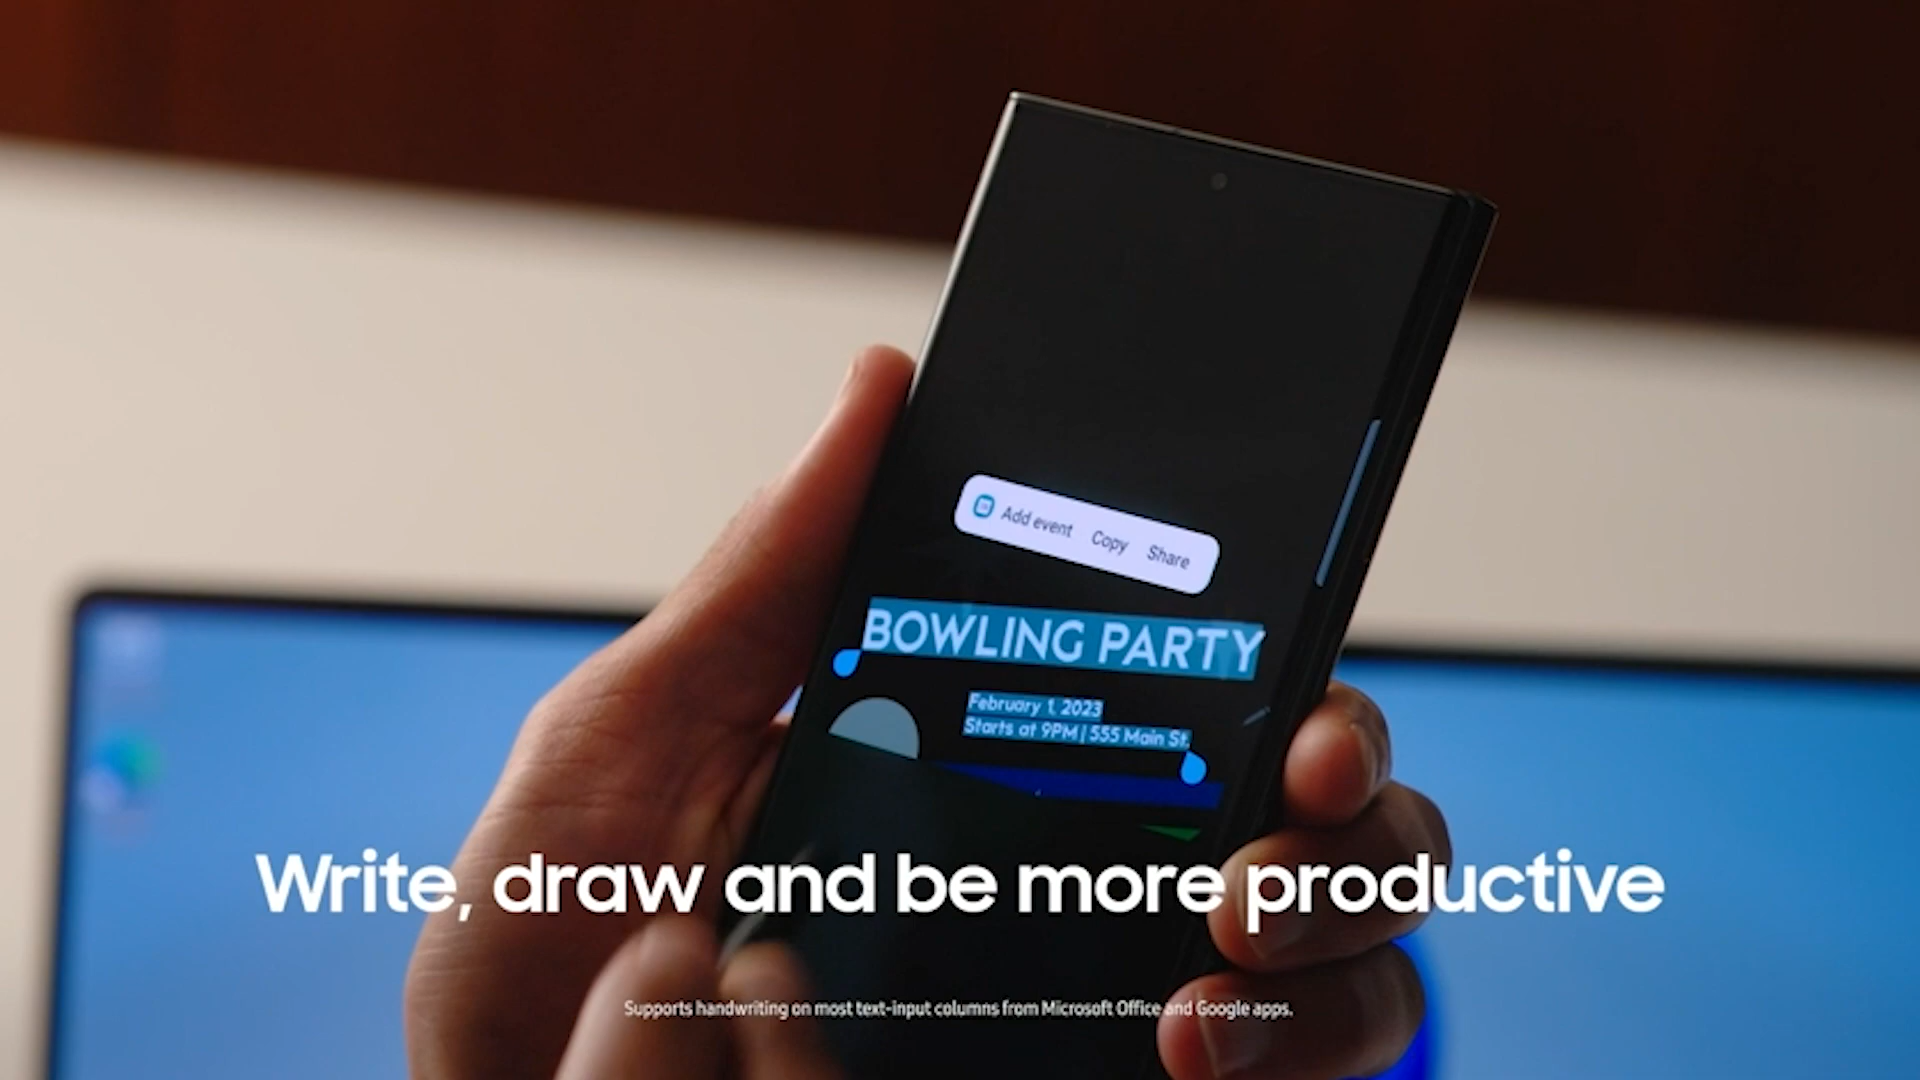 Add event Copy Share
BOWLING PARTY
February 1, 2023
Starts at 9PM | 555 Main St.
Write, draw and be more productive
Supports handwriting on most text-input columns from Microsoft Office and Google apps.